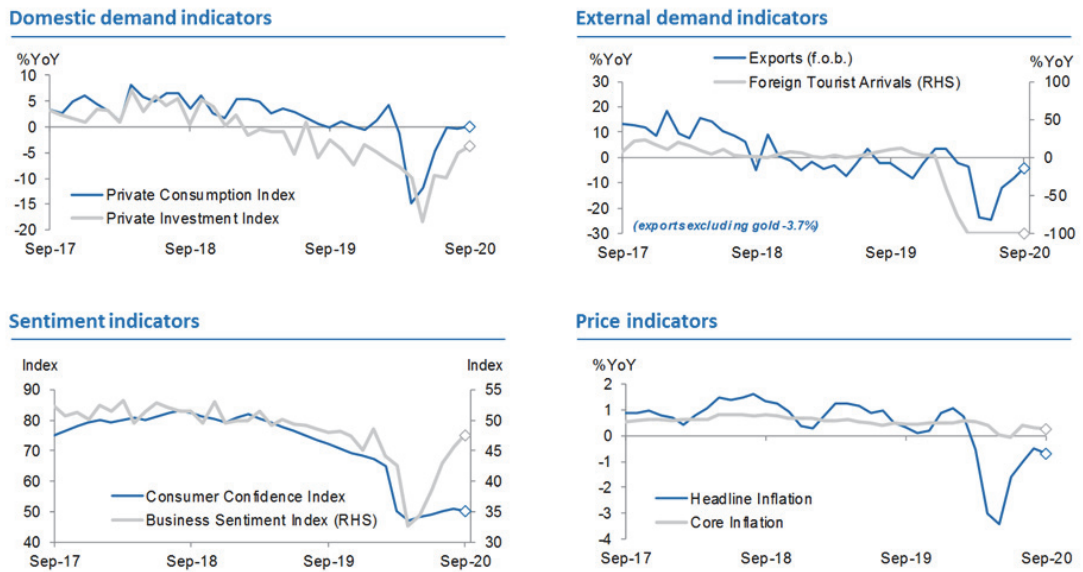 Domestic demand indicators
%YoY
10
5
0
-5
-10
-15
-20
Private Consumption Index
Private Investment Index
Sep-17
Sep-18
Sep-19
Sep-20
External demand indicators
%YoY
Exports (f.o.b.)
Foreign Tourist Arrivals (RHS)
%YoY
30
20
10
0
-10
-20
-30
100
50
0
-50
-100
(exports excluding gold -3.7%)
Sep-17
Sep-18
Sep-19
Sep-20
Sentiment indicators
Index
Index
90
80
70
60
50
40
55
50
45
40
35
30
Consumer Confidence Index
Business Sentiment Index (RHS)
Sep-17
Sep-18
Sep-19
Sep-20
Price indicators
%YoY
2
1
0
-1
-2
-3
-4
Headline Inflation
Core Inflation
Sep-17
Sep-18
Sep-19
Sep-20